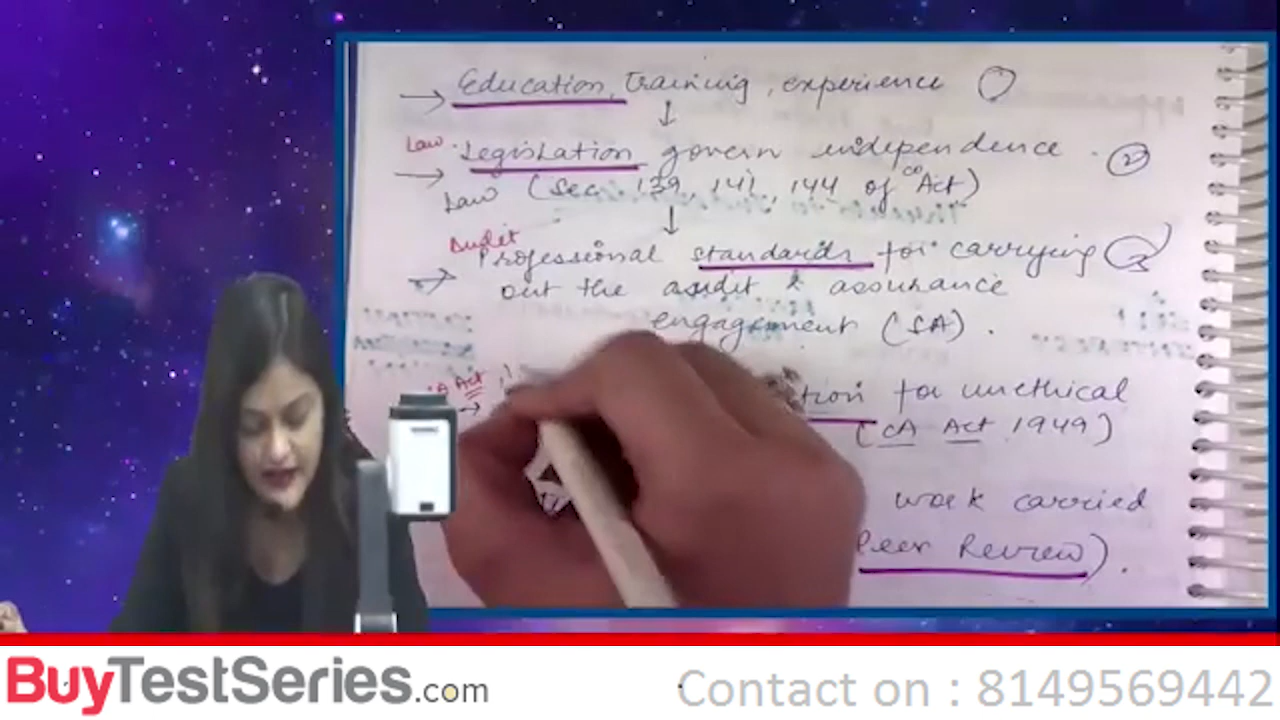 Education, training, experience
Law. Legislation govern independence. 2
Law (Sec 139, 141, 144 of Co Act)
Audit
Professional standards for carrying 3
out the audit & assurance
engagement (SA).
A Act
tion for unethical
(CA Act 1949)
work carried
Peer Review).
BuyTestSeries.com
Contact on : 8149569442